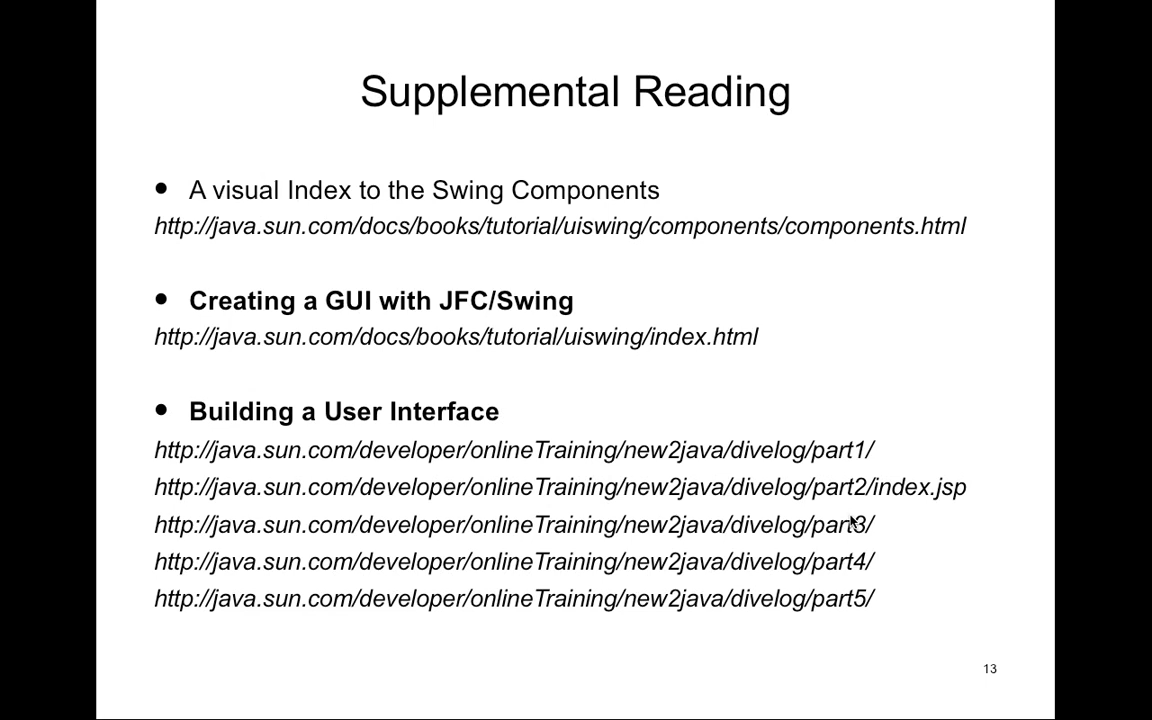 Supplemental Reading
• A visual Index to the Swing Components
http://java.sun.com/docs/books/tutorial/uiswing/components/components.html
• Creating a GUI with JFC/Swing
http://java.sun.com/docs/books/tutorial/uiswing/index.html
• Building a User Interface
http://java.sun.com/developer/onlineTraining/new2java/divelog/part1/
http://java.sun.com/developer/onlineTraining/new2java/divelog/part2/index.jsp
http://java.sun.com/developer/onlineTraining/new2java/divelog/part3/
http://java.sun.com/developer/onlineTraining/new2java/divelog/part4/
http://java.sun.com/developer/onlineTraining/new2java/divelog/part5/
13